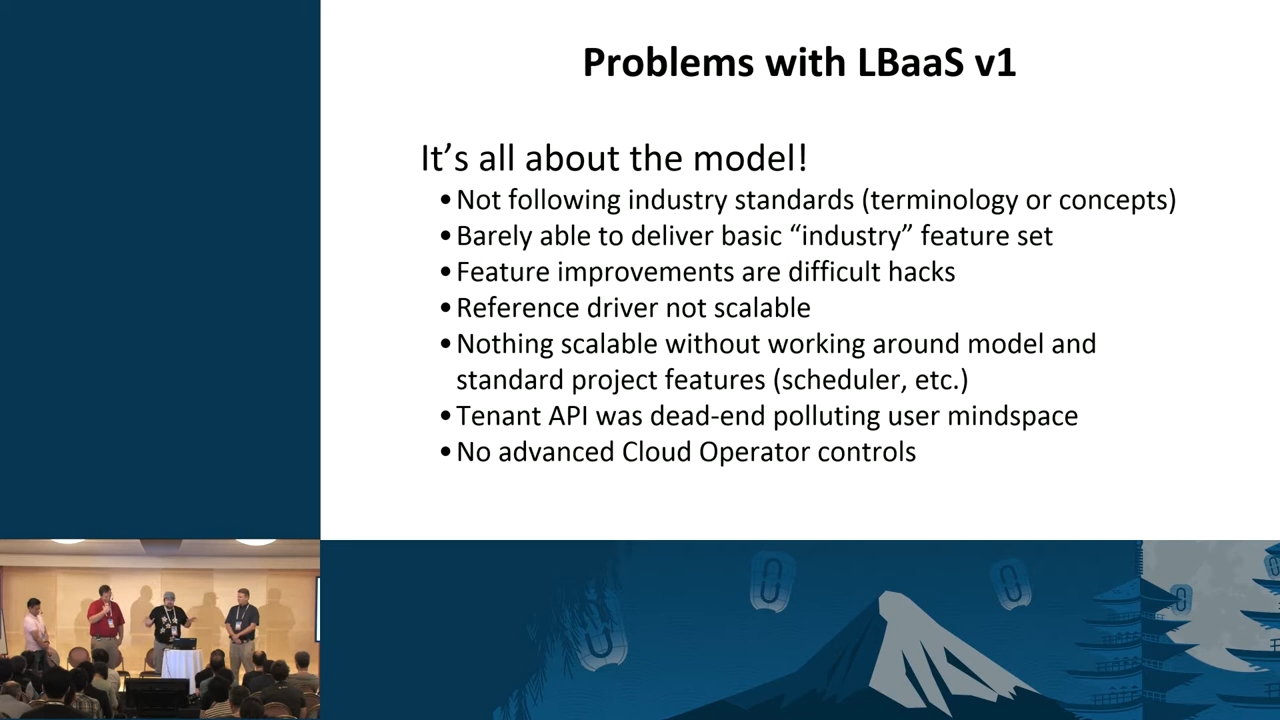 Problems with LBaaS v1
It’s all about the model!
•Not following industry standards (terminology or concepts)
•Barely able to deliver basic “industry” feature set
•Feature improvements are difficult hacks
•Reference driver not scalable
•Nothing scalable without working around model and
standard project features (scheduler, etc.)
•Tenant API was dead-end polluting user mindspace
•No advanced Cloud Operator controls